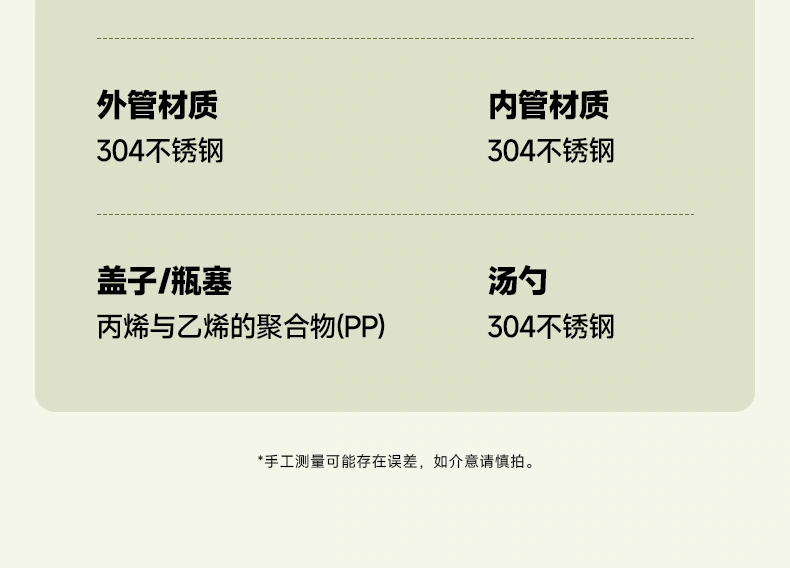 外管材质
304不锈钢
内管材质
304不锈钢
盖子/瓶塞
丙烯与乙烯的聚合物(PP)
汤勺
304不锈钢
*手工测量可能存在误差，如介意请慎拍。